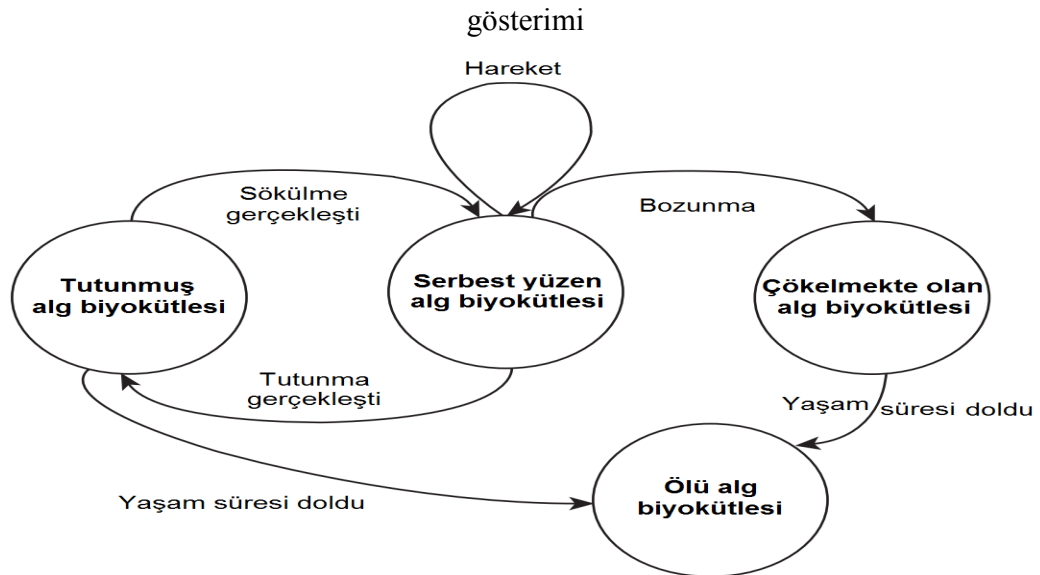 gösterimi
Hareket
Sökülme
gerçekleşti
Bozunma
Tutunmuş
alg biyokütlesi
Serbest yüzen
alg biyokütlesi
Çökelmekte olan
alg biyokütlesi
Tutunma
gerçekleşti
Yaşam süresi doldu
Yaşam süresi doldu
Ölü alg
biyokütlesi